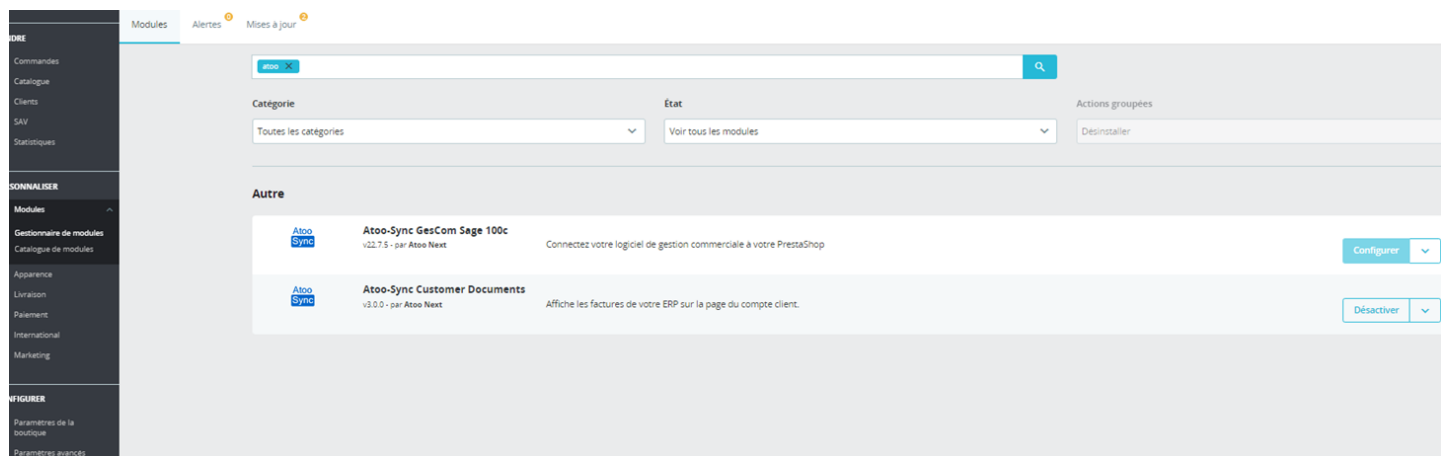 Modules
Alertes 0
Mises à jour 2
NDRE
Commandes
Catalogue
Clients
SAV
Statistiques
SONNALISER
Modules
Gestionnaire de modules
Catalogue de modules
Apparence
Livraison
Paiement
International
Marketing
NFIGURER
Paramètres de la
boutique
Paramètres avancés
atoo X
Catégorie
Toutes les catégories
État
Voir tous les modules
Actions groupées
Désinstaller
Autre
Atoo
Sync
Atoo-Sync GesCom Sage 100c
v22.7.5 - par Atoo Next
Connectez votre logiciel de gestion commerciale à votre PrestaShop
Configurer
Atoo
Sync
Atoo-Sync Customer Documents
v3.0.0 - par Atoo Next
Affiche les factures de votre ERP sur la page du compte client.
Désactiver